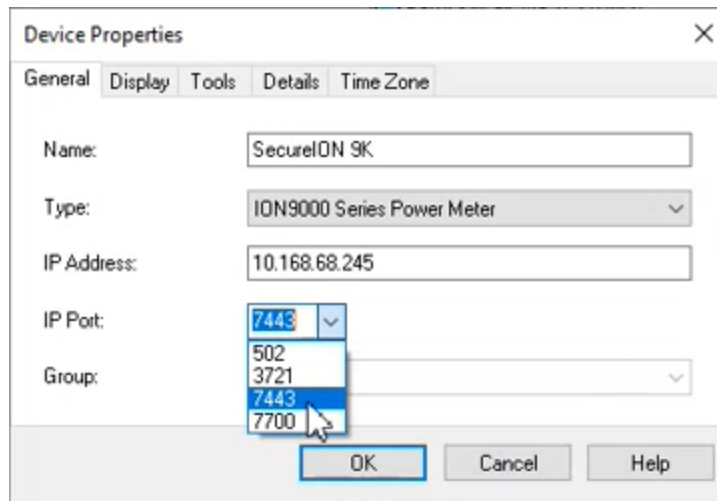 Device Properties
General Display Tools Details Time Zone
Name: SecureION 9K
Type: ION9000 Series Power Meter
IP Address: 10.168.68.245
IP Port: 7443
502
3721
Group:
7443
7700
OK Cancel Help